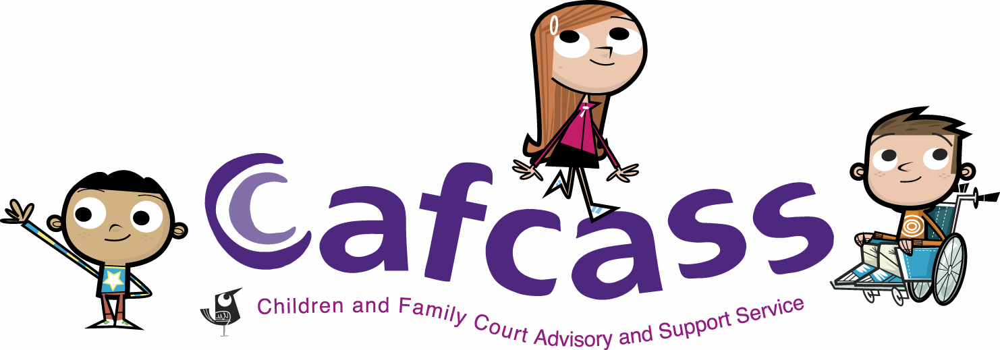 Cafcass
Children and Family Court Advisory and Support Service